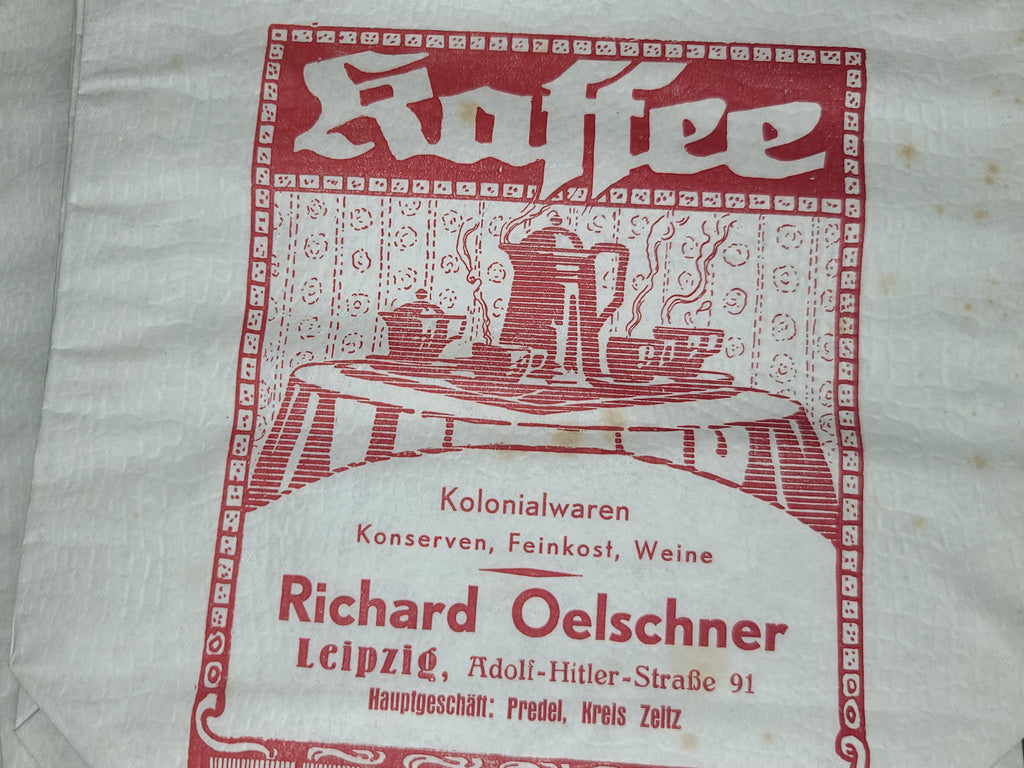 Kaffee
Kolonialwaren
Konserven, Feinkost, Weine
Richard Oelschner
Leipzig, Adolf-Hitler-Straße 91
Hauptgeschäft: Predel, Kreis Zeitz